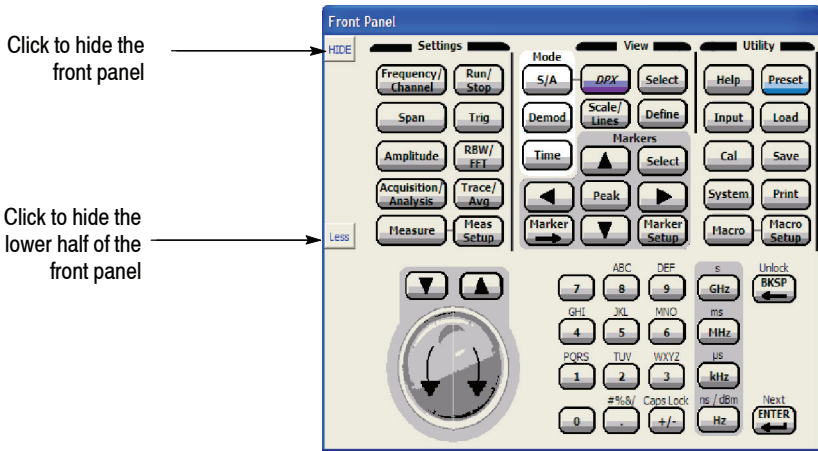 Front Panel
Click to hide the
front panel
HIDE
Settings
View
Utility
Mode
Frequency/
Channel
Run/
Stop
S/A
DPX
Select
Help
Preset
Span
Trig
Demod
Scale/
Lines
Define
Input
Load
Markers
Amplitude
RBW/
FFT
Time
Select
Cal
Save
Acquisition/
Analysis
Trace/
Avg
Peak
System
Print
Click to hide the
lower half of the
front panel
Less
Measure
Meas
Setup
Marker
Marker
Setup
Macro
Macro
Setup
ABC DEF s Unlock
7 8 9 GHz BKSP
GHI JKL MNO ms
4 5 6 MHz
PQRS TUV WXYZ µs
1 2 3 kHz
#%&/ Caps Lock ns / dBm Next
0 . +/- Hz ENTER